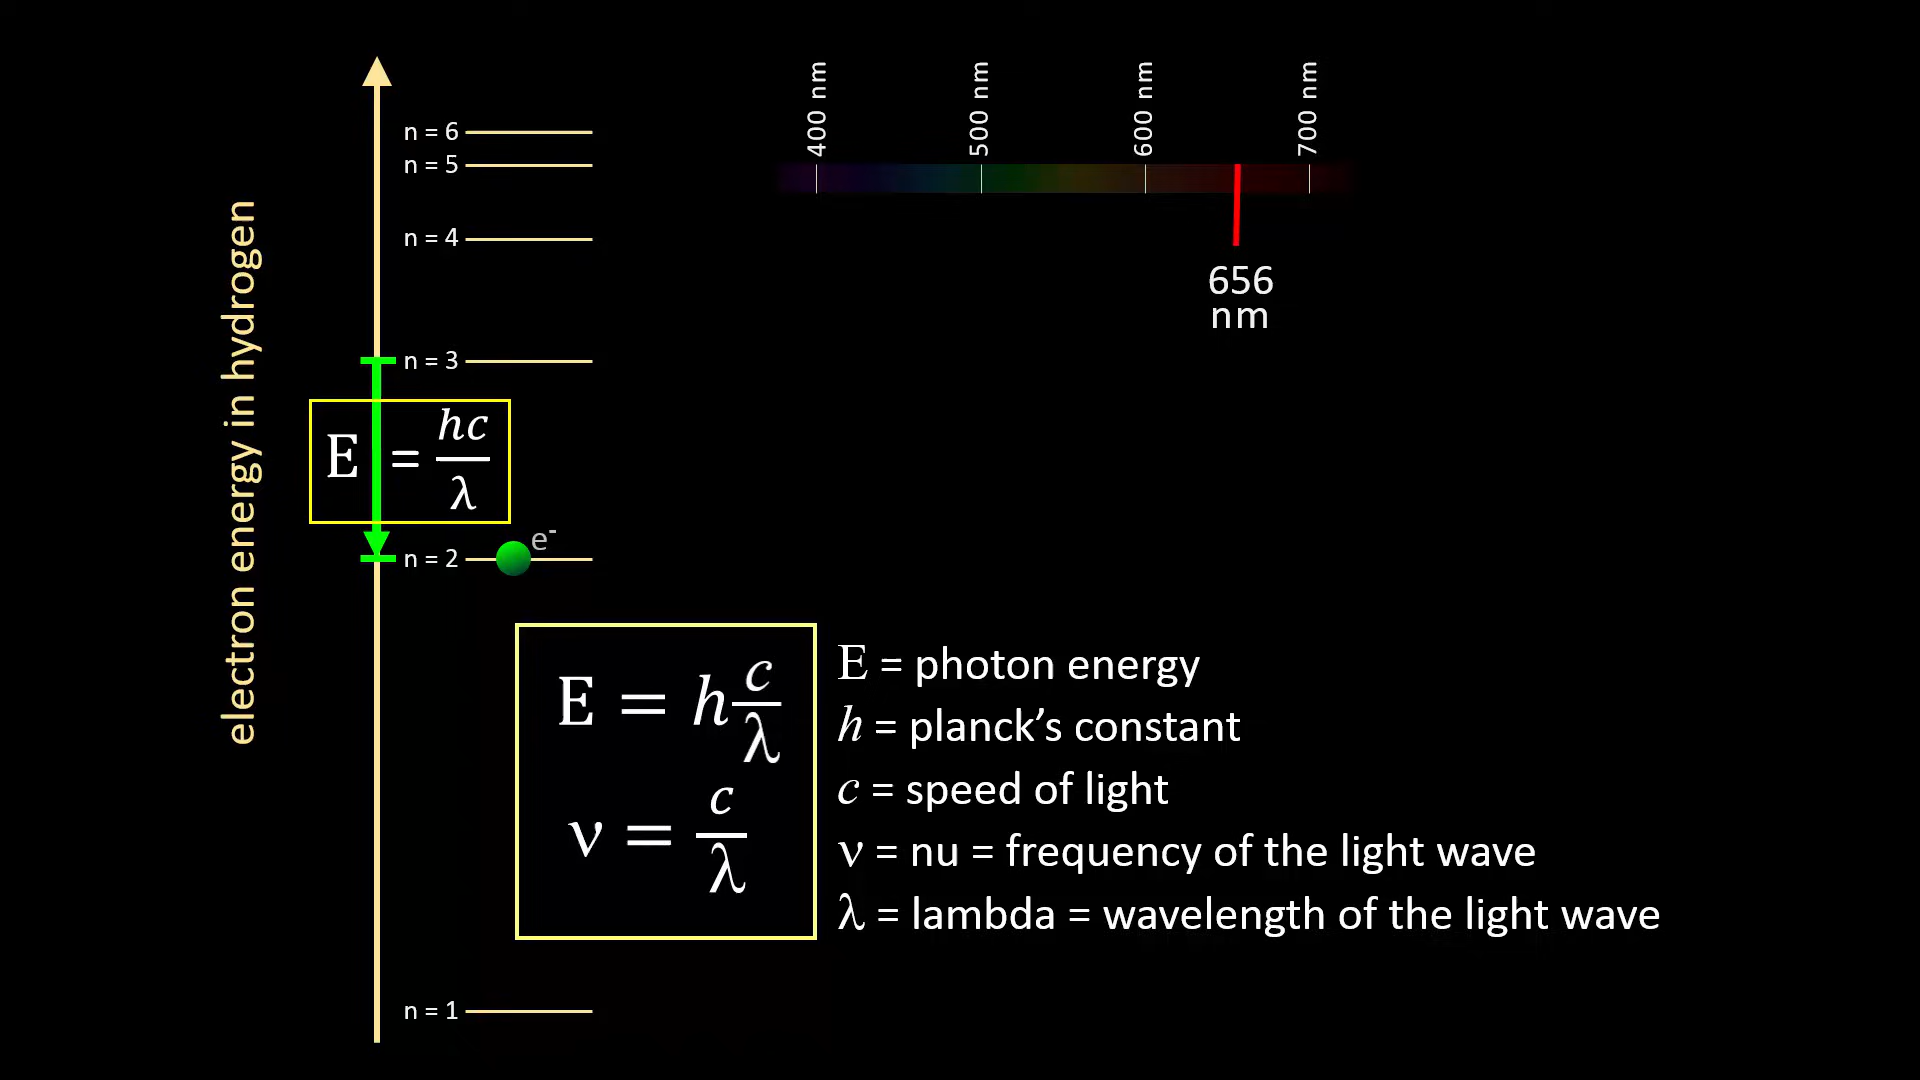 electron energy in hydrogen
n = 6
n = 5
n = 4
n = 3
n = 2
n = 1
E = hc/λ
e⁻
400 nm
500 nm
600 nm
700 nm
656
nm
E = h c/λ
ν = c/λ
E = photon energy
h = planck’s constant
c = speed of light
ν = nu = frequency of the light wave
λ = lambda = wavelength of the light wave